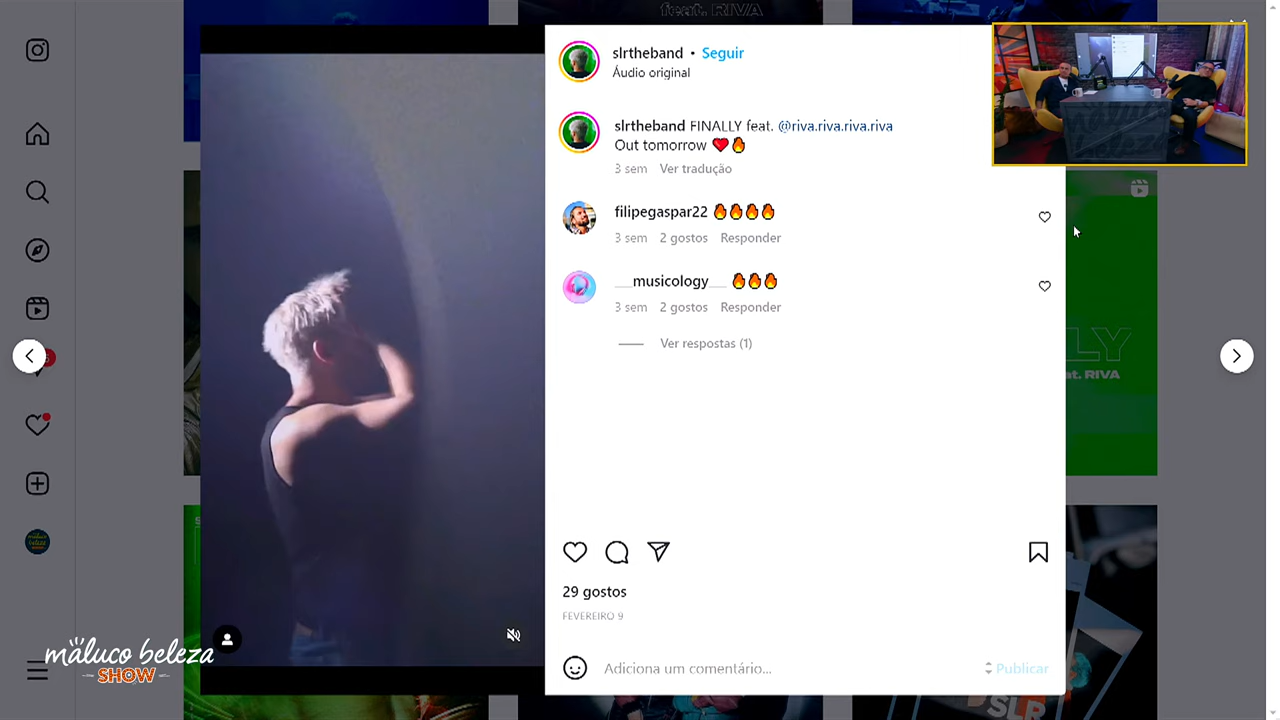 feat. RIVA
slrtheband • Seguir
Áudio original
slrtheband FINALLY feat. @riva.riva.riva.riva
Out tomorrow
3 sem Ver tradução
filipegaspar22
3 sem 2 gostos Responder
__musicology__
3 sem 2 gostos Responder
Ver respostas (1)
LLY
feat. RIVA
29 gostos
FEVEREIRO 9
Adiciona um comentário...
Publicar
maluco beleza
SHOW
SLR